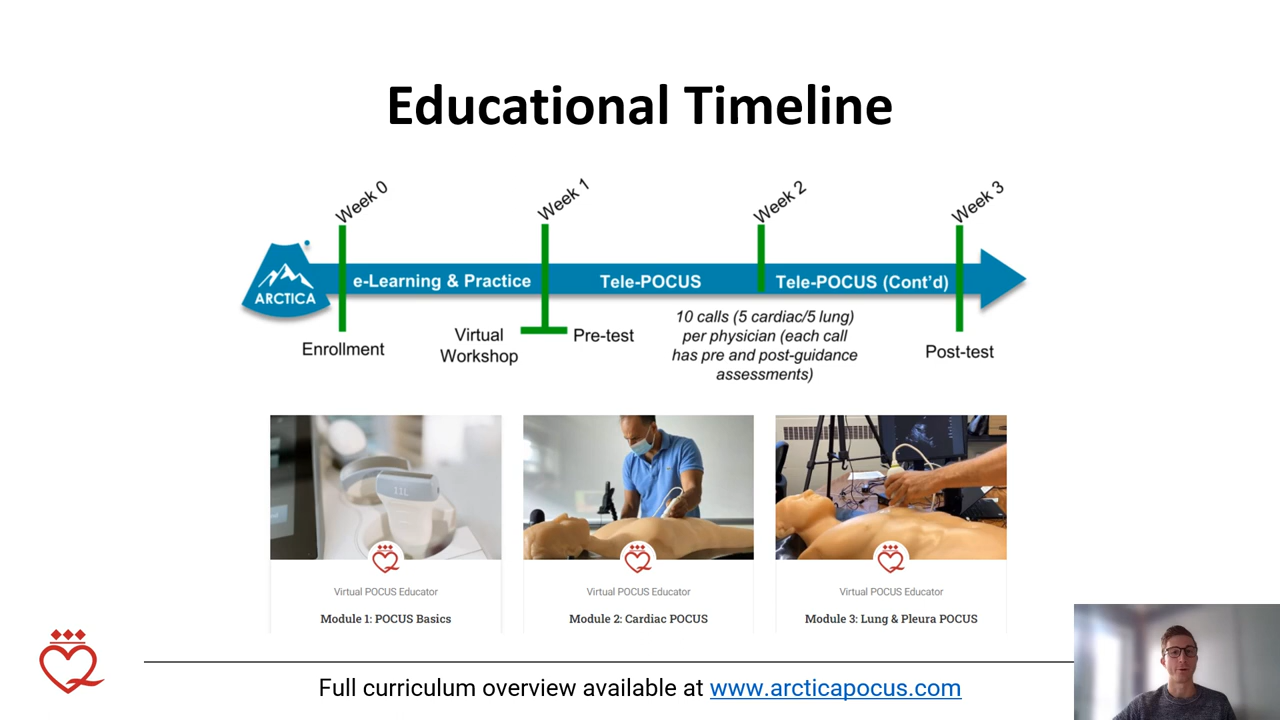 Educational Timeline
Week 0
Week 1
Week 2
Week 3
ARCTICA
e-Learning & Practice
Tele-POCUS
Tele-POCUS (Cont'd)
Enrollment
Virtual
Workshop
Pre-test
10 calls (5 cardiac/5 lung)
per physician (each call
has pre and post-guidance
assessments)
Post-test
11L
Virtual POCUS Educator
Module 1: POCUS Basics
Virtual POCUS Educator
Module 2: Cardiac POCUS
Virtual POCUS Educator
Module 3: Lung & Pleura POCUS
Full curriculum overview available at www.arcticapocus.com